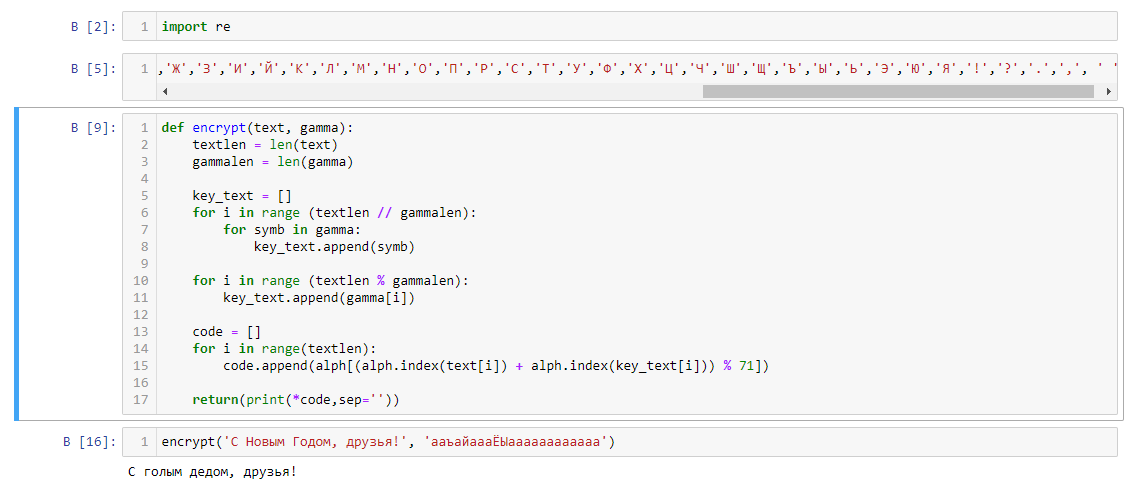 В [2]: 1 import re
В [5]: 1 ,'Ж','З','И','Й','К','Л','М','Н','О','П','Р','С','Т','У','Ф','Х','Ц','Ч','Ш','Щ','Ъ','Ы','Ь','Э','Ю','Я','!','?','.',',', ' '
В [9]: 1 def encrypt(text, gamma):
2 textlen = len(text)
3 gammalen = len(gamma)
4
5 key_text = []
6 for i in range (textlen // gammalen):
7 for symb in gamma:
8 key_text.append(symb)
9
10 for i in range (textlen % gammalen):
11 key_text.append(gamma[i])
12
13 code = []
14 for i in range(textlen):
15 code.append(alph[(alph.index(text[i]) + alph.index(key_text[i])) % 71])
16
17 return(print(*code,sep=''))
В [16]: 1 encrypt('С Новым Годом, друзья!', 'ааъайаааЁЫаааааааааааа')
С голым дедом, друзья!